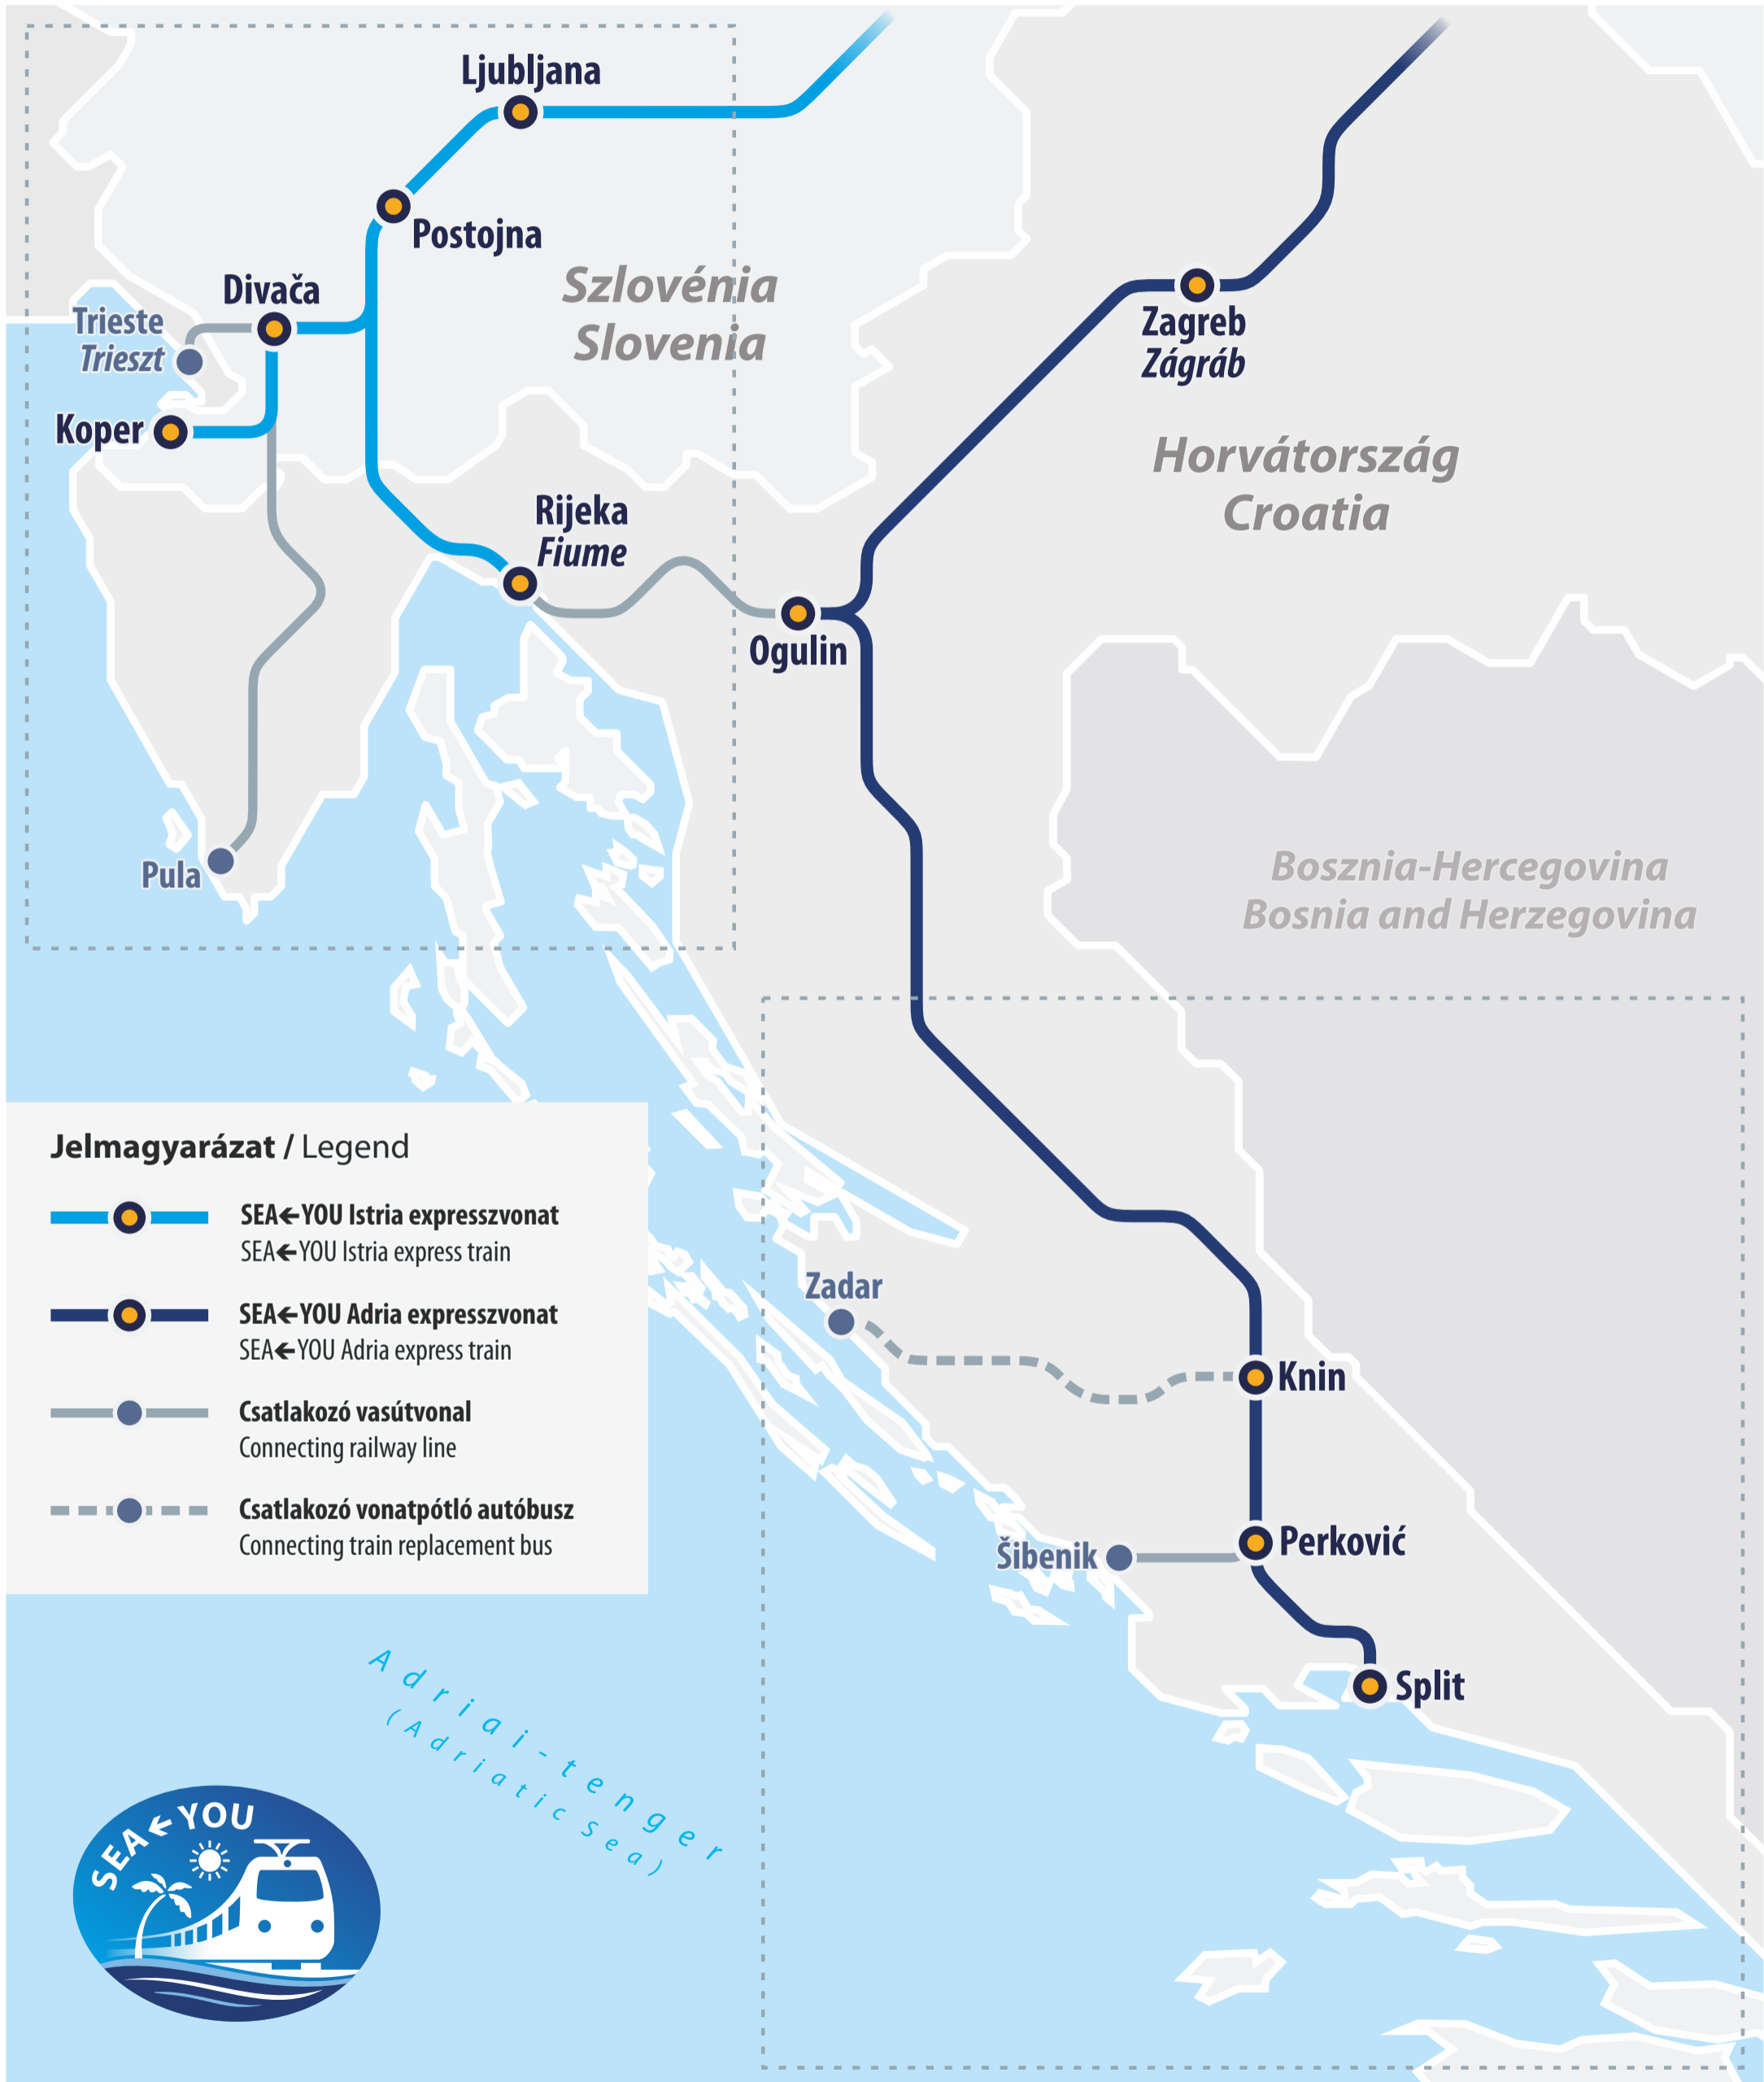 Ljubljana
Postojna
Divača
Trieste
Trieszt
Koper
Szlovénia
Slovenia
Zagreb
Zágráb
Horvátország
Croatia
Rijeka
Fiume
Ogulin
Pula
Bosznia-Hercegovina
Bosnia and Herzegovina
Jelmagyarázat / Legend
SEA←YOU Istria expresszvonat
SEA←YOU Istria express train
SEA←YOU Adria expresszvonat
SEA←YOU Adria express train
Csatlakozó vasútvonal
Connecting railway line
Csatlakozó vonatpótló autóbusz
Connecting train replacement bus
Zadar
Knin
Šibenik
Perković
Split
Adriai-tenger
(Adriatic Sea)
SEA←YOU